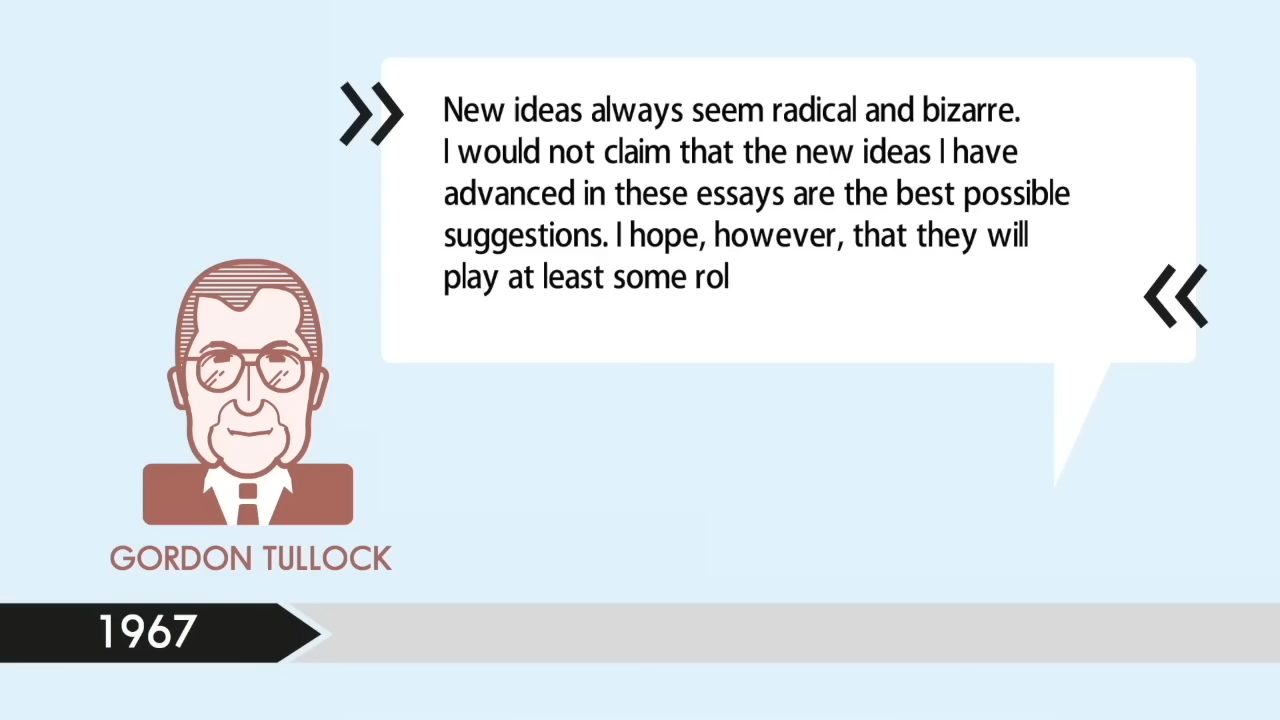 New ideas always seem radical and bizarre.
I would not claim that the new ideas I have
advanced in these essays are the best possible
suggestions. I hope, however, that they will
play at least some rol
GORDON TULLOCK
1967